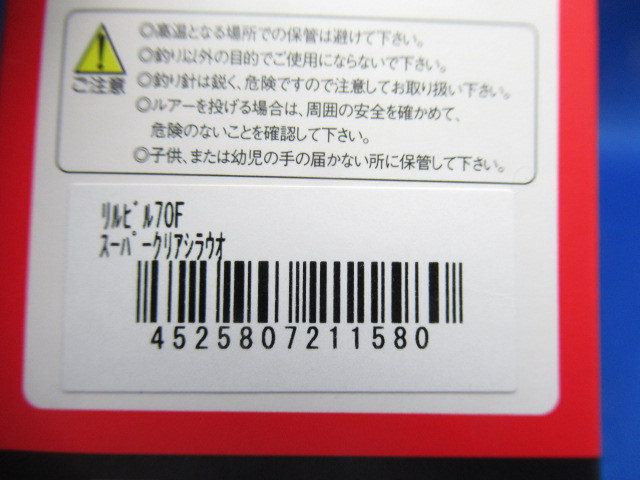 ご注意
◎高温となる場所での保管は避けて下さい。
◎釣り以外の目的でご使用にならないで下さい。
◎釣り針は鋭く、危険ですので注意してお取り扱い下さい。
◎ルアーを投げる場合は、周囲の安全を確かめて、
危険のないことを確認して下さい。
◎子供、または幼児の手の届かない所に保管して下さい。
ﾘﾙﾋﾞﾙ70F
ｽｰﾊﾟｰｸﾘｱｼﾗｳｵ
4525807211580